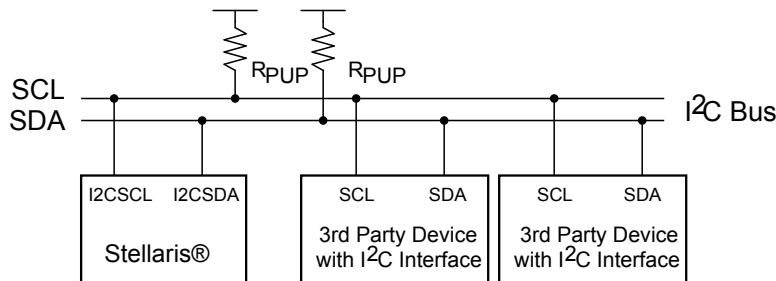 RPUP RPUP
SCL
SDA
I²C Bus
I2CSCL I2CSDA
Stellaris®
SCL SDA
3rd Party Device
with I²C Interface
SCL SDA
3rd Party Device
with I²C Interface